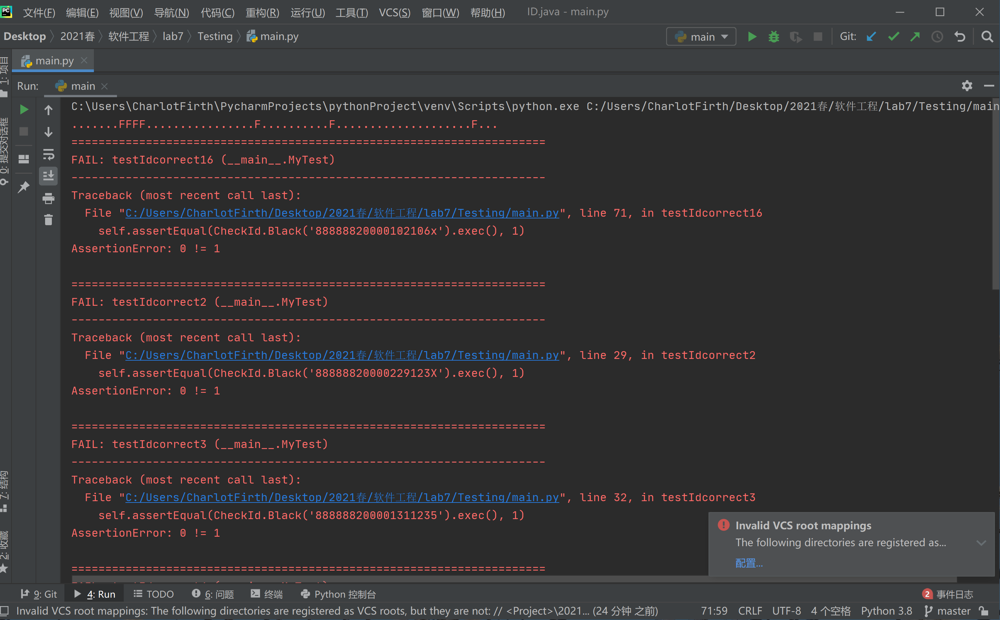 PC 文件(F) 编辑(E) 视图(V) 导航(N) 代码(C) 重构(R) 运行(U) 工具(T) VCS(S) 窗口(W) 帮助(H) ID.java - main.py
Desktop 2021春 软件工程 lab7 Testing main.py main Git:
main.py
1: 项目
0: 提交对话框
7: 结构
2: 收藏
Run: main
C:\Users\CharlotFirth\PycharmProjects\pythonProject\venv\Scripts\python.exe C:/Users/CharlotFirth/Desktop/2021春/软件工程/lab7/Testing/main
.......FFFF................F..........F....................F...
======================================================================
FAIL: testIdcorrect16 (__main__.MyTest)
----------------------------------------------------------------------
Traceback (most recent call last):
File "C:/Users/CharlotFirth/Desktop/2021春/软件工程/lab7/Testing/main.py", line 71, in testIdcorrect16
self.assertEqual(CheckId.Black('88888820000102106x').exec(), 1)
AssertionError: 0 != 1
======================================================================
FAIL: testIdcorrect2 (__main__.MyTest)
----------------------------------------------------------------------
Traceback (most recent call last):
File "C:/Users/CharlotFirth/Desktop/2021春/软件工程/lab7/Testing/main.py", line 29, in testIdcorrect2
self.assertEqual(CheckId.Black('88888820000229123X').exec(), 1)
AssertionError: 0 != 1
======================================================================
FAIL: testIdcorrect3 (__main__.MyTest)
----------------------------------------------------------------------
Traceback (most recent call last):
File "C:/Users/CharlotFirth/Desktop/2021春/软件工程/lab7/Testing/main.py", line 32, in testIdcorrect3
self.assertEqual(CheckId.Black('888888200001311235').exec(), 1)
AssertionError: 0 != 1
======================================================================
Invalid VCS root mappings
The following directories are registered as...
配置...
9: Git 4: Run TODO 6: 问题 终端 Python 控制台 2 事件日志
Invalid VCS root mappings: The following directories are registered as VCS roots, but they are not: // <Project>\2021... (24 分钟 之前) 71:59 CRLF UTF-8 4 个空格 Python 3.8 master